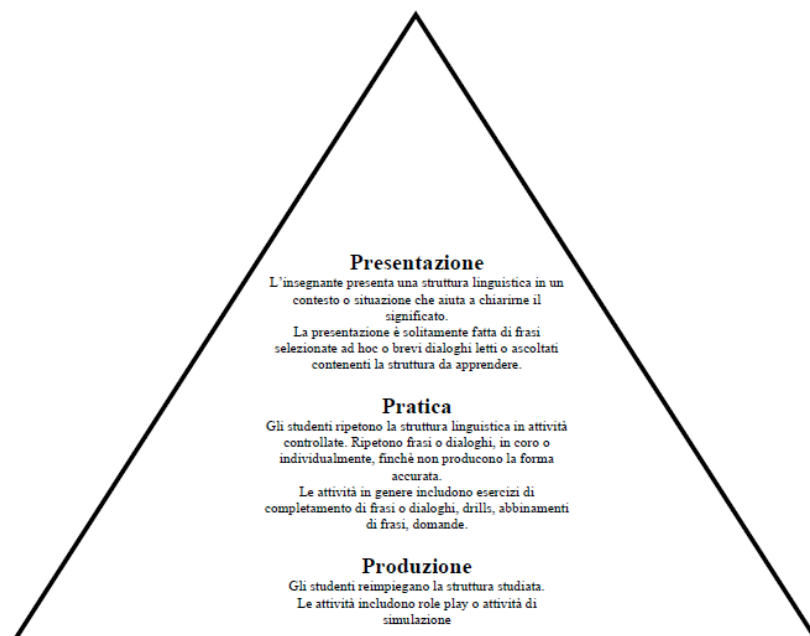 Presentazione
L'insegnante presenta una struttura linguistica in un
contesto o situazione che aiuta a chiarirne il
significato.
La presentazione è solitamente fatta di frasi
selezionate ad hoc o brevi dialoghi letti o ascoltati
contenenti la struttura da apprendere.
Pratica
Gli studenti ripetono la struttura linguistica in attività
controllate. Ripetono frasi o dialoghi, in coro o
individualmente, finchè non producono la forma
accurata.
Le attività in genere includono esercizi di
completamento di frasi o dialoghi, drills, abbinamenti
di frasi, domande.
Produzione
Gli studenti reimpiegano la struttura studiata.
Le attività includono role play o attività di
simulazione